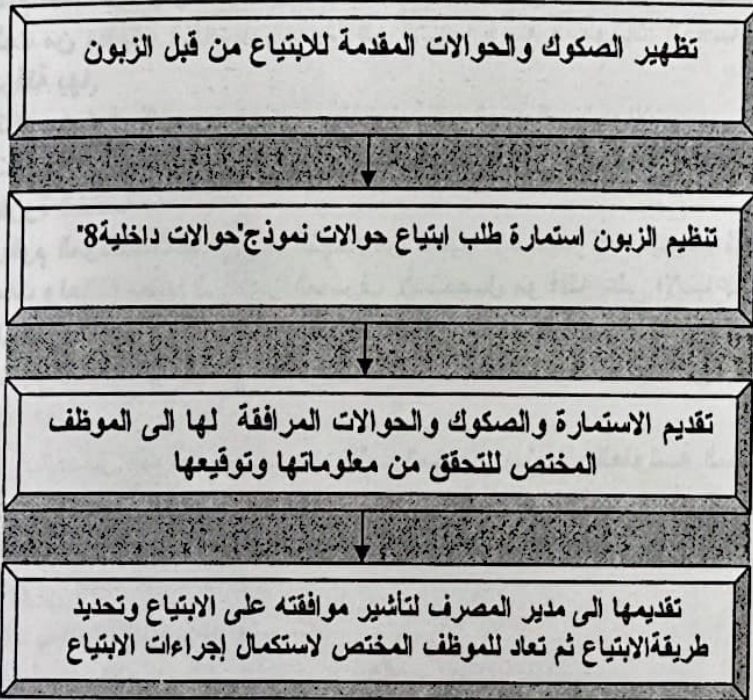 تظهير الصكوك والحوالات المقدمة للابتياع من قبل الزبون
تنظيم الزبون استمارة طلب ابتياع حوالات نموذج"حوالات داخلية8"
تقديم الاستمارة والصكوك والحوالات المرافقة لها الى الموظف
المختص للتحقق من معلوماتها وتوقيعها
تقديمها الى مدير المصرف لتأشير موافقته على الابتياع وتحديد
طريقةالابتياع ثم تعاد للموظف المختص لاستكمال إجراءات الابتياع